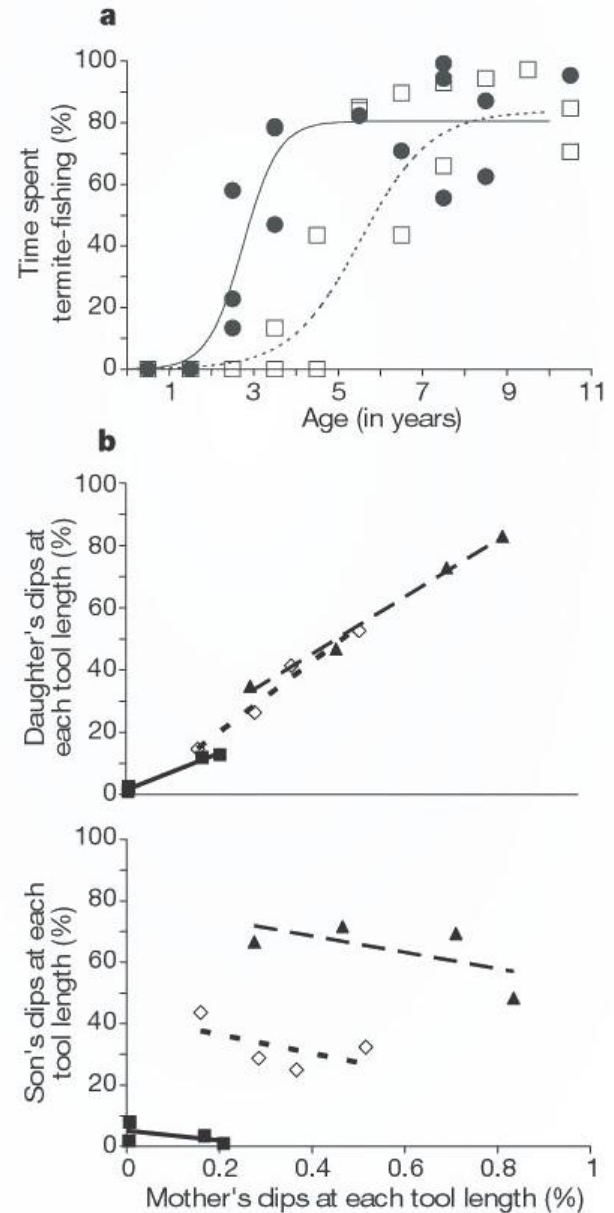 a
Time spent
termite-fishing (%)
100
80
60
40
20
0
1 3 5 7 9 11
Age (in years)
b
Daughter's dips at
each tool length (%)
100
80
60
40
20
0
Son's dips at each
tool length (%)
100
80
60
40
20
0
0 0.2 0.4 0.6 0.8 1
Mother's dips at each tool length (%)